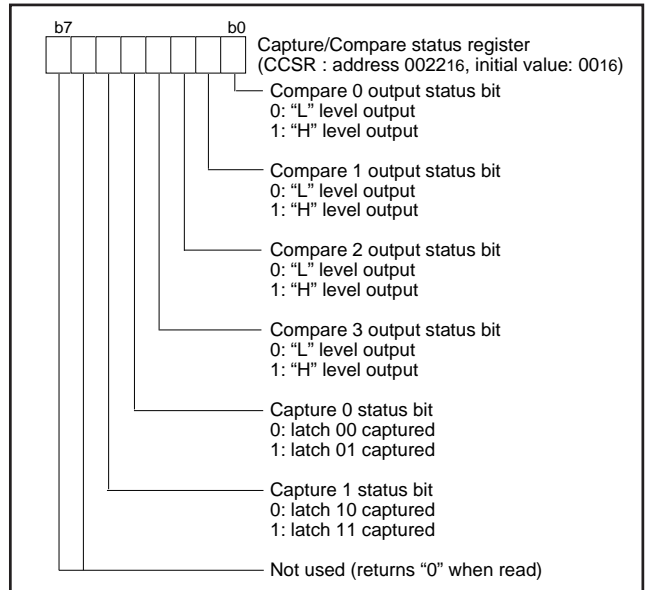 b7 b0
Capture/Compare status register
(CCSR : address 002216, initial value: 0016)
Compare 0 output status bit
0: “L” level output
1: “H” level output
Compare 1 output status bit
0: “L” level output
1: “H” level output
Compare 2 output status bit
0: “L” level output
1: “H” level output
Compare 3 output status bit
0: “L” level output
1: “H” level output
Capture 0 status bit
0: latch 00 captured
1: latch 01 captured
Capture 1 status bit
0: latch 10 captured
1: latch 11 captured
Not used (returns “0” when read)